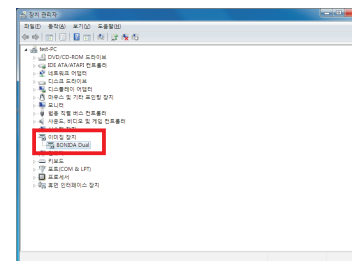 장치 관리자
파일(F) 동작(A) 보기(V) 도움말(H)
test-PC
DVD/CD-ROM 드라이브
IDE ATA/ATAPI 컨트롤러
네트워크 어댑터
디스크 드라이브
디스플레이 어댑터
마우스 및 기타 포인팅 장치
모니터
범용 직렬 버스 컨트롤러
사운드, 비디오 및 게임 컨트롤러
시스템 장치
이미징 장치
BONIDA Dual
키보드
포트(COM & LPT)
프로세서
휴먼 인터페이스 장치